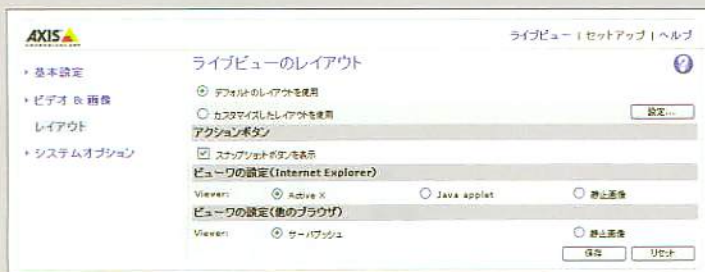 AXIS
ライブビュー | セットアップ | ヘルプ
ライブビューのレイアウト
▸ 基本設定
▸ ビデオ & 画像
レイアウト
▸ システムオプション
デフォルトのレイアウトを使用
カスタマイズしたレイアウトを使用
設定...
アクションボタン
スナップショットボタンを表示
ビューワの設定(Internet Explorer)
Viewer: Active X Java applet 静止画像
ビューワの設定(他のブラウザ)
Viewer: サーバプッシュ 静止画像
保存 リセット